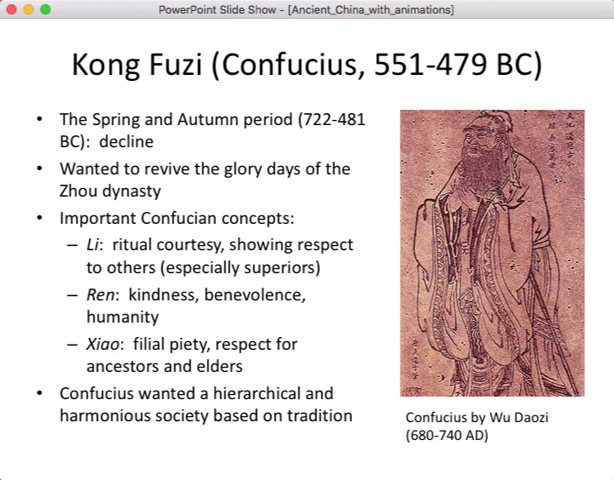 PowerPoint Slide Show - [Ancient_China_with_animations]
Kong Fuzi (Confucius, 551-479 BC)
• The Spring and Autumn period (722-481
BC): decline
• Wanted to revive the glory days of the
Zhou dynasty
• Important Confucian concepts:
– Li: ritual courtesy, showing respect
to others (especially superiors)
– Ren: kindness, benevolence,
humanity
– Xiao: filial piety, respect for
ancestors and elders
• Confucius wanted a hierarchical and
harmonious society based on tradition
Confucius by Wu Daozi
(680-740 AD)